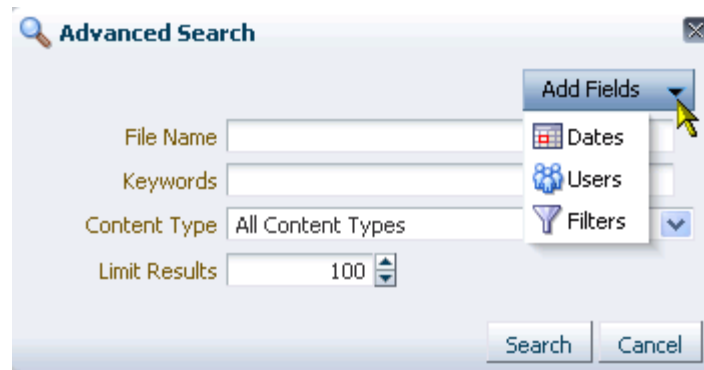 Advanced Search
Add Fields
Dates
Users
Filters
File Name
Keywords
Content Type All Content Types
Limit Results 100
Search Cancel